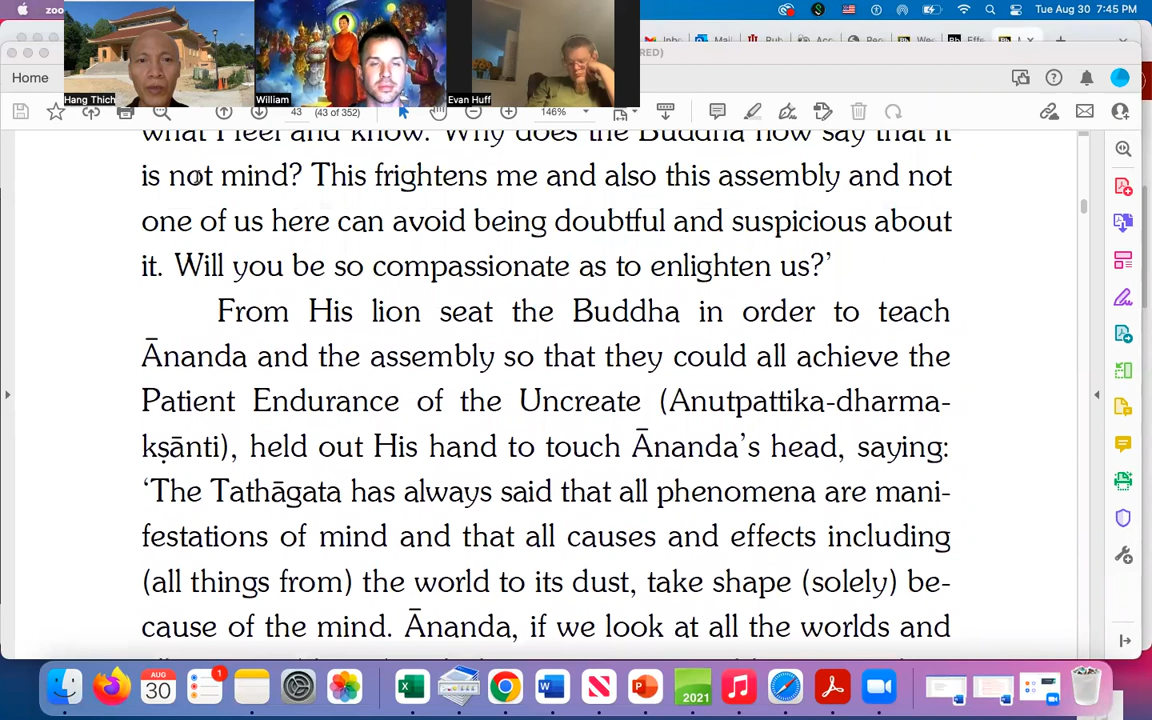 zoo
Tue Aug 30 7:45 PM
RED)
Home
Hang Thich
William
Evan Huff
43
(43 of 352)
146%
what I feel and know. Why does the Buddha now say that it
is not mind? This frightens me and also this assembly and not
one of us here can avoid being doubtful and suspicious about
it. Will you be so compassionate as to enlighten us?’
From His lion seat the Buddha in order to teach
Ānanda and the assembly so that they could all achieve the
Patient Endurance of the Uncreate (Anutpattika-dharma-
kṣānti), held out His hand to touch Ānanda’s head, saying:
‘The Tathāgata has always said that all phenomena are mani-
festations of mind and that all causes and effects including
(all things from) the world to its dust, take shape (solely) be-
cause of the mind. Ānanda, if we look at all the worlds and
AUG
30
1
2021